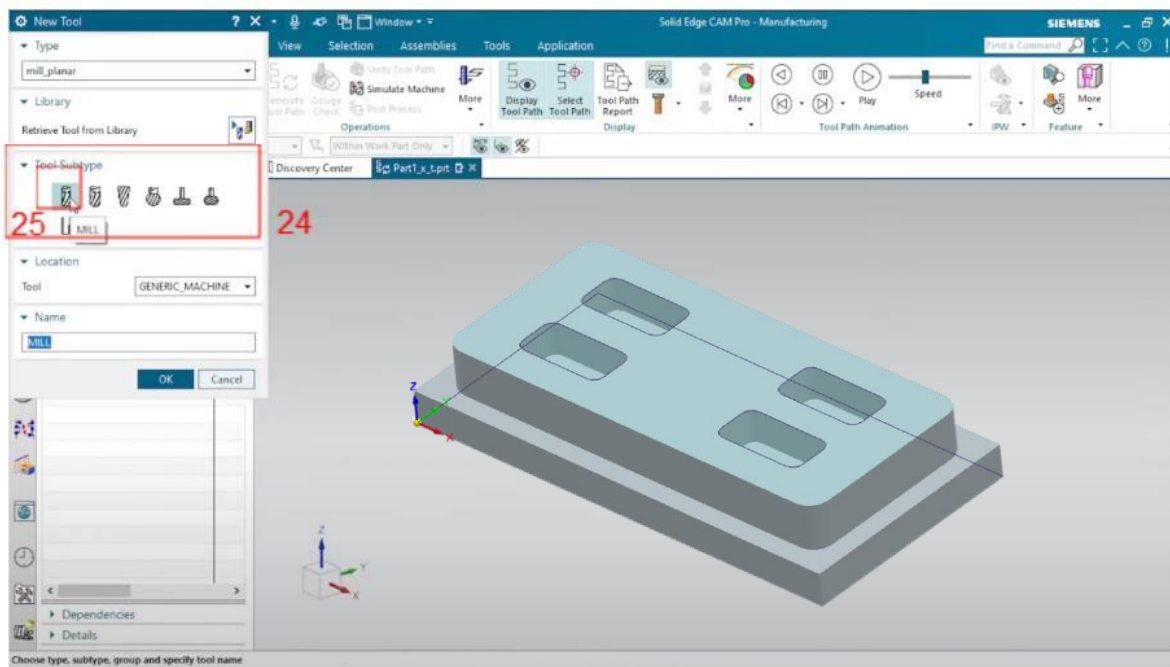 New Tool ? ×
Window
Solid Edge CAM Pro - Manufacturing
SIEMENS
Type
View Selection Assemblies Tools Application
Find a Command
mill_planar
Verify Tool Path
Simulate Machine
Post Process
More
Display Tool Path
Select Tool Path
Tool Path Report
More
Play
Speed
More
Library
Retrieve Tool from Library
Operations
Display
Tool Path Animation
IPW
Feature
Within Work Part Only
Tool Subtype
Discovery Center
Part1_x_t.prt
25
MILL
24
Location
Tool GENERIC_MACHINE
Name
MILL
OK Cancel
Z
Y
X
Z
Y
X
Dependencies
Details
Choose type, subtype, group and specify tool name